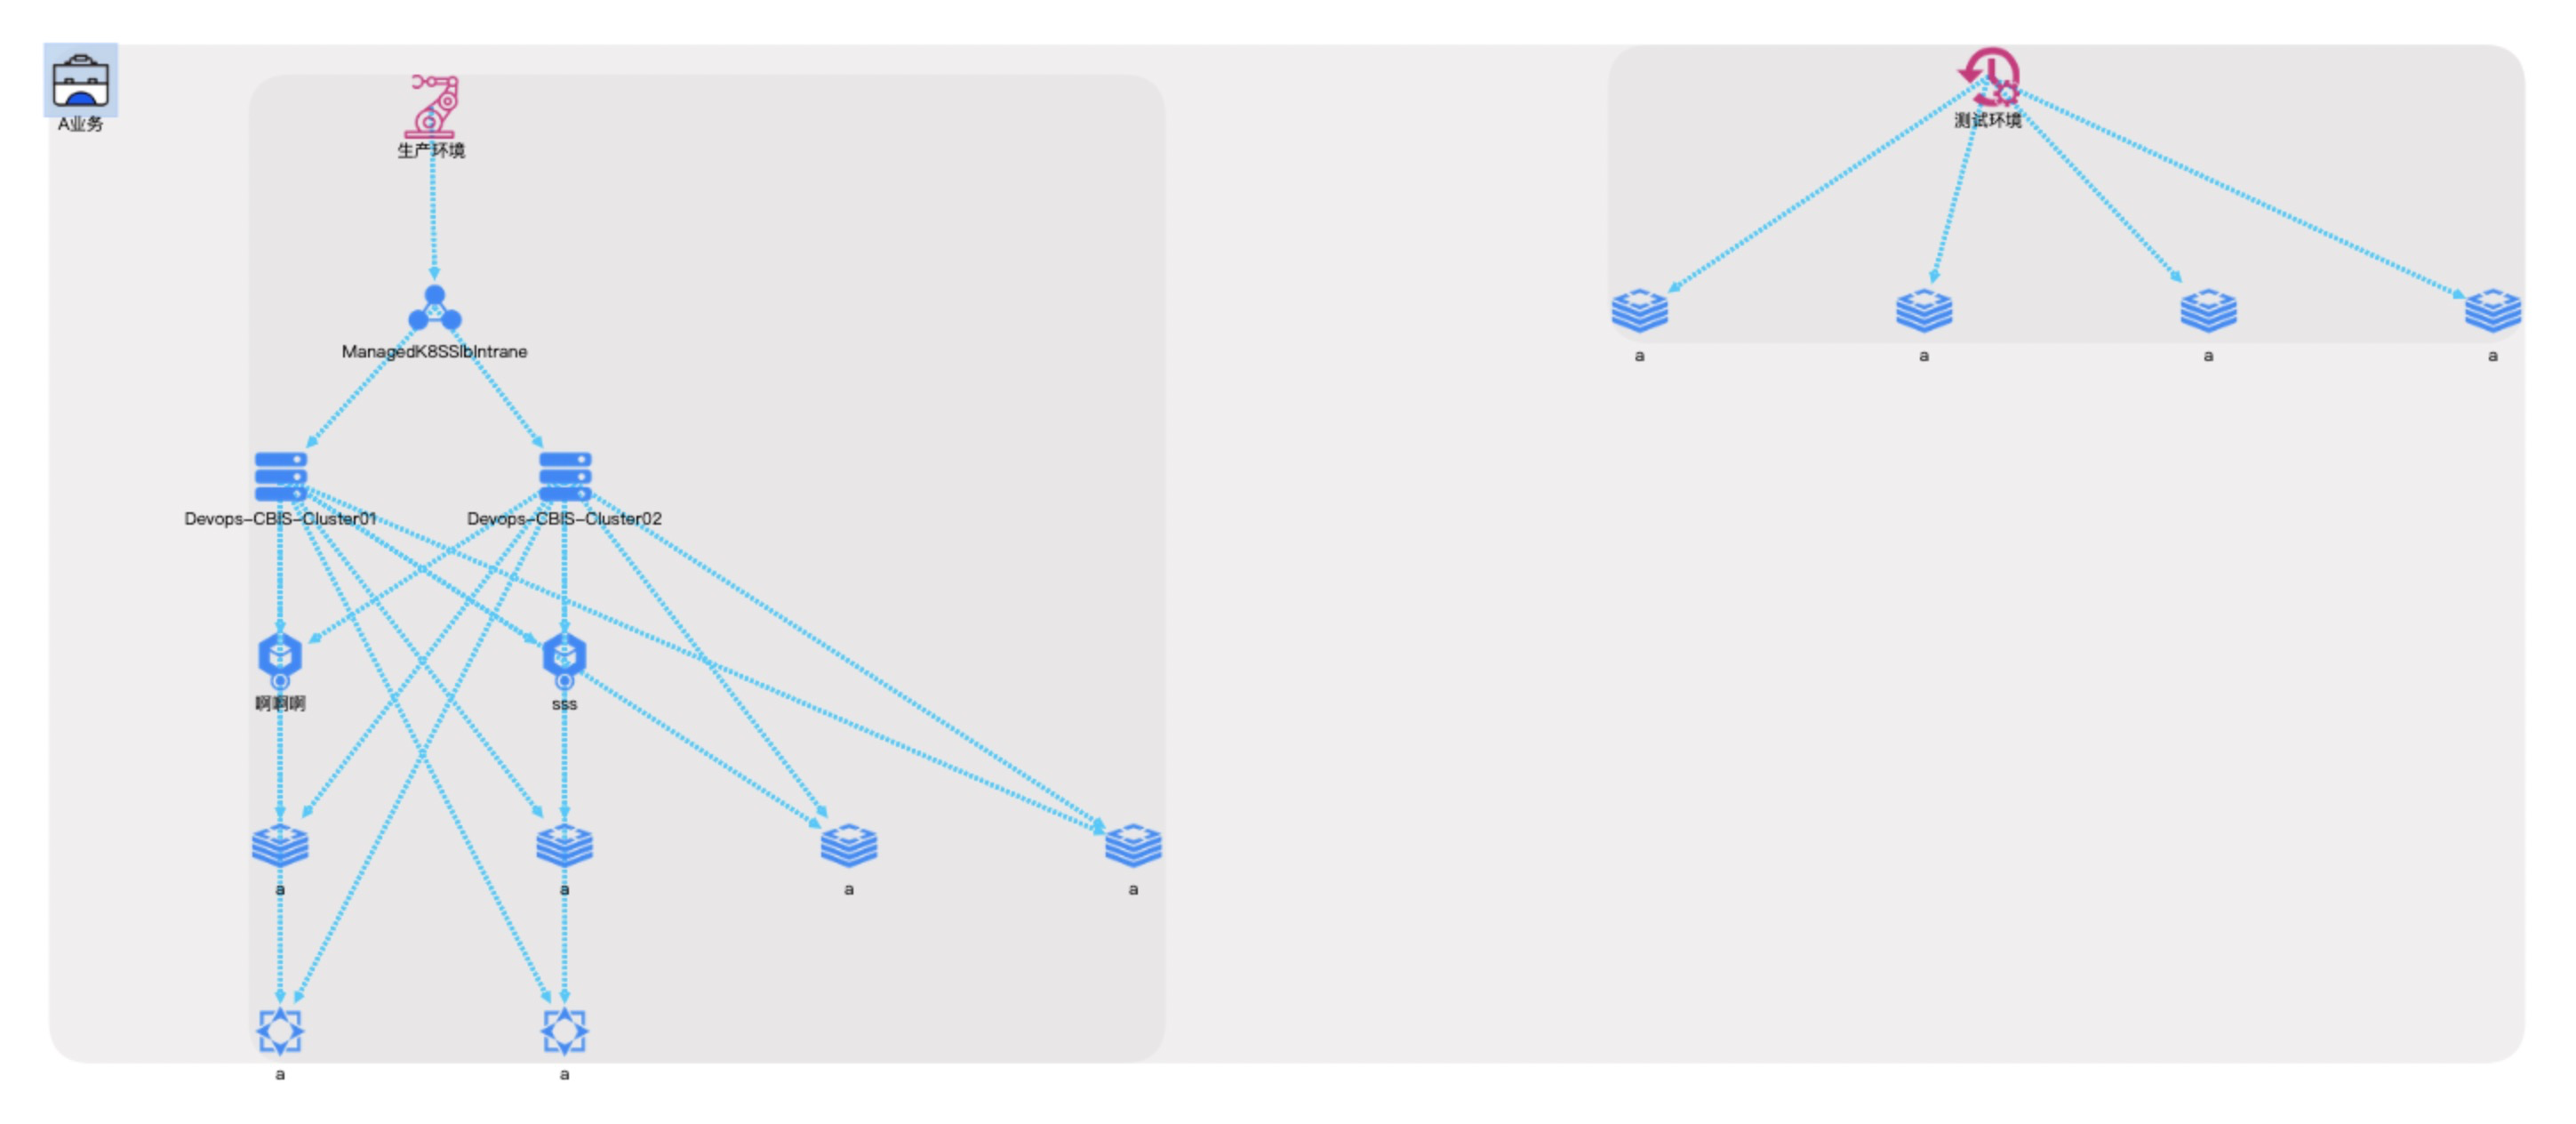 A业务
生产环境
测试环境
ManagedK8SSlbIntrane
a
a
a
a
Devops-CBIS-Cluster01
Devops-CBIS-Cluster02
啊啊啊
sss
a
a
a
a
a
a